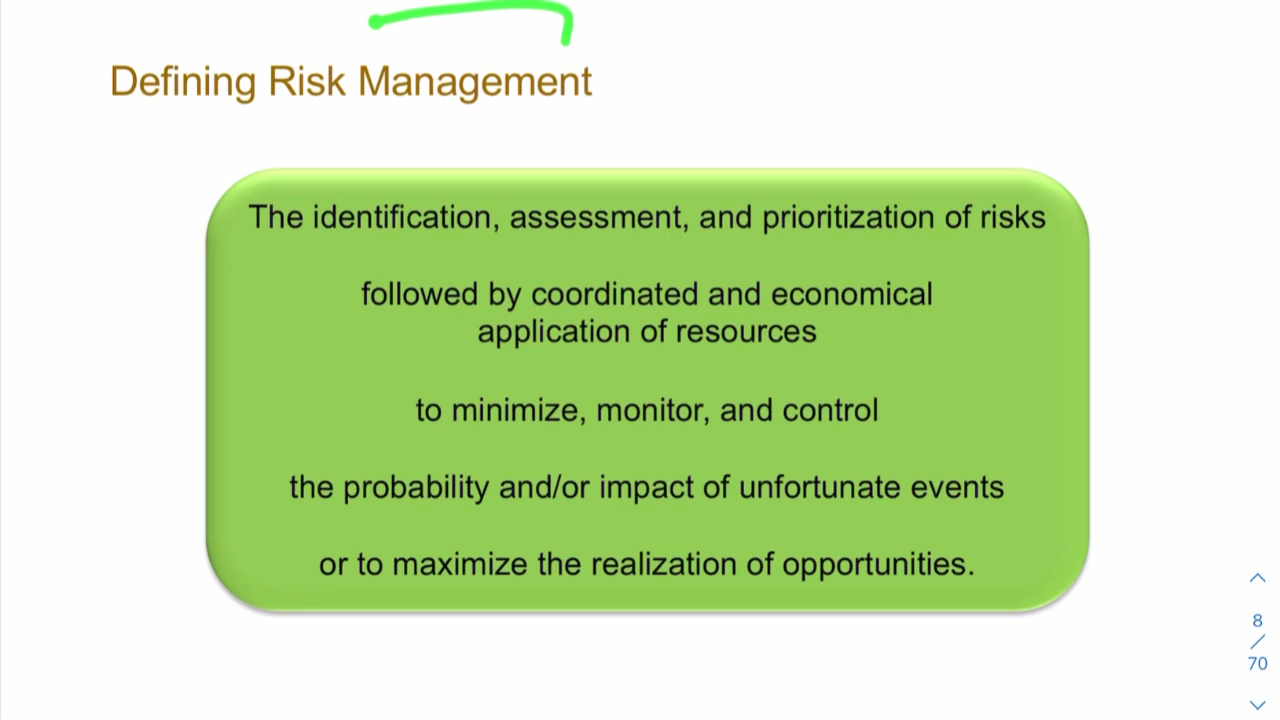 Defining Risk Management
The identification, assessment, and prioritization of risks
followed by coordinated and economical
application of resources
to minimize, monitor, and control
the probability and/or impact of unfortunate events
or to maximize the realization of opportunities.
8
/
70